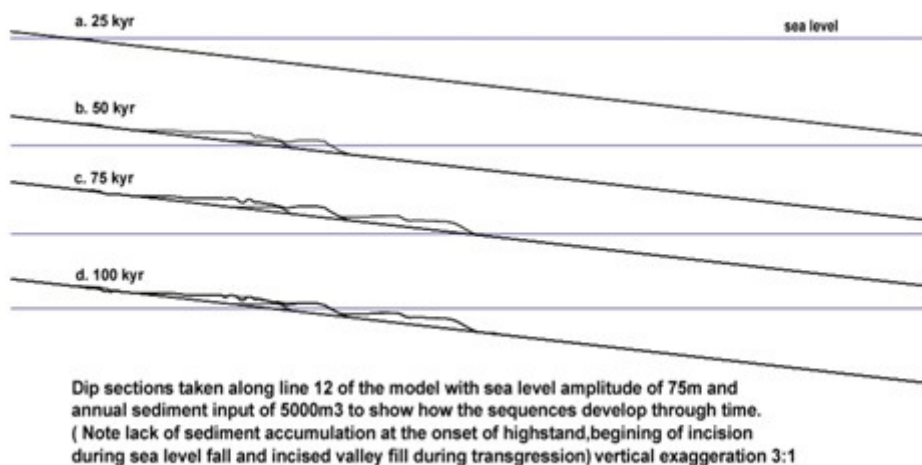 a. 25 kyr
sea level
b. 50 kyr
c. 75 kyr
d. 100 kyr
Dip sections taken along line 12 of the model with sea level amplitude of 75m and
annual sediment input of 5000m3 to show how the sequences develop through time.
( Note lack of sediment accumulation at the onset of highstand,begining of incision
during sea level fall and incised valley fill during transgression) vertical exaggeration 3:1